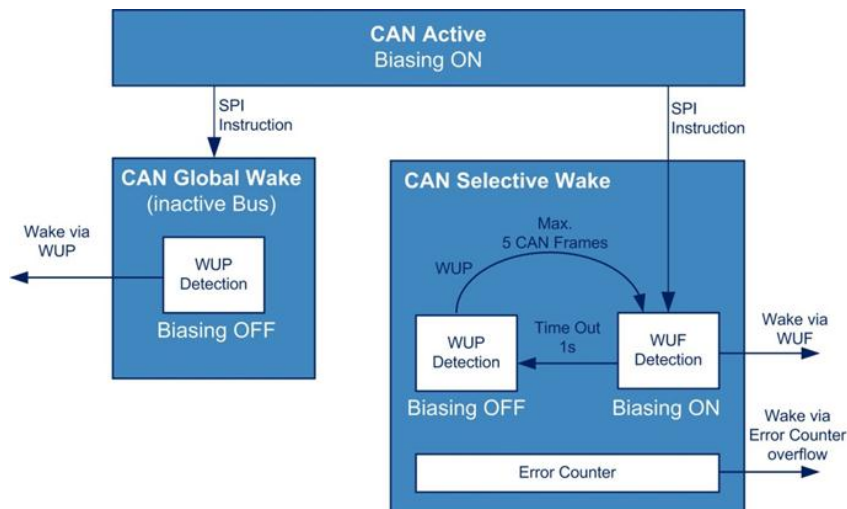 CAN Active
Biasing ON
SPI
Instruction
SPI
Instruction
CAN Global Wake
(inactive Bus)
Wake via
WUP
WUP
Detection
Biasing OFF
CAN Selective Wake
Max.
5 CAN Frames
WUP
WUP
Detection
Biasing OFF
Time Out
1s
WUF
Detection
Biasing ON
Wake via
WUF
Error Counter
Wake via
Error Counter
overflow